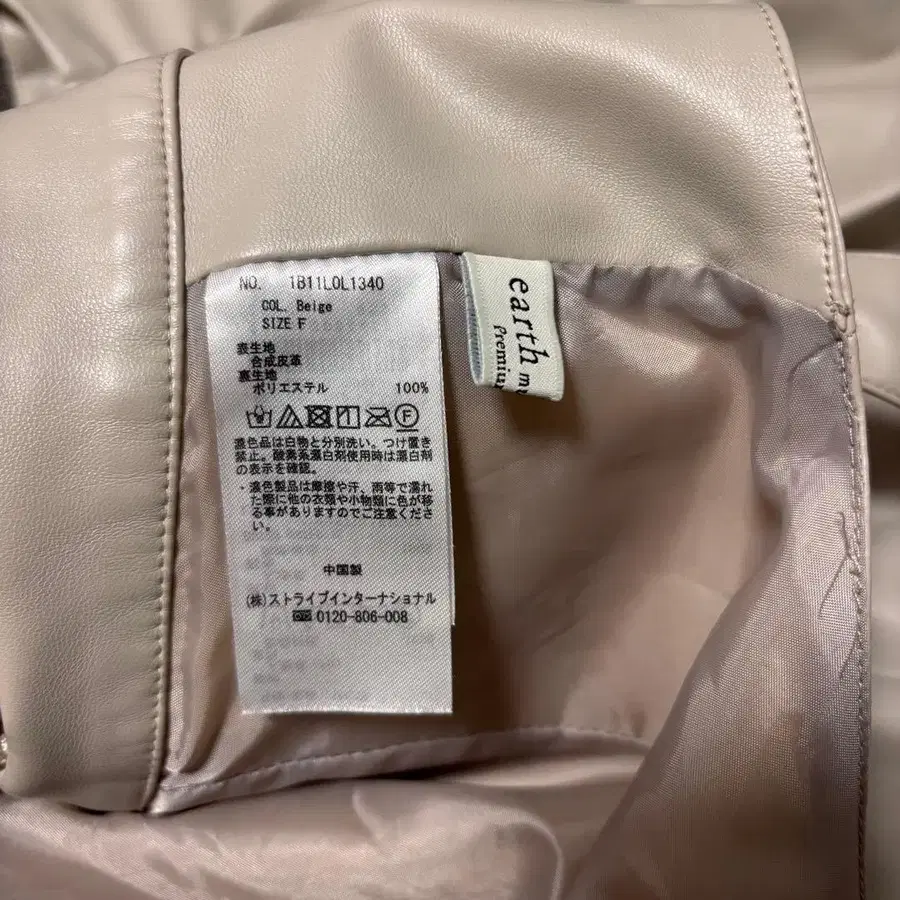 NO. 1B11L0L1340
COL. Beige
SIZE F
表生地
合成皮革
裏生地
ポリエステル 100%
F
濃色品は白物と分別洗い。つけ置き
禁止。酸素系漂白剤使用時は漂白剤
の表示を確認。
・濃色製品は摩擦や汗、雨等で濡れ
た際に他の衣類や小物類に色が移
る事がありますのでご注意くださ
い。
中国製
(株)ストライプインターナショナル
0120-806-008
earth mu
Premium